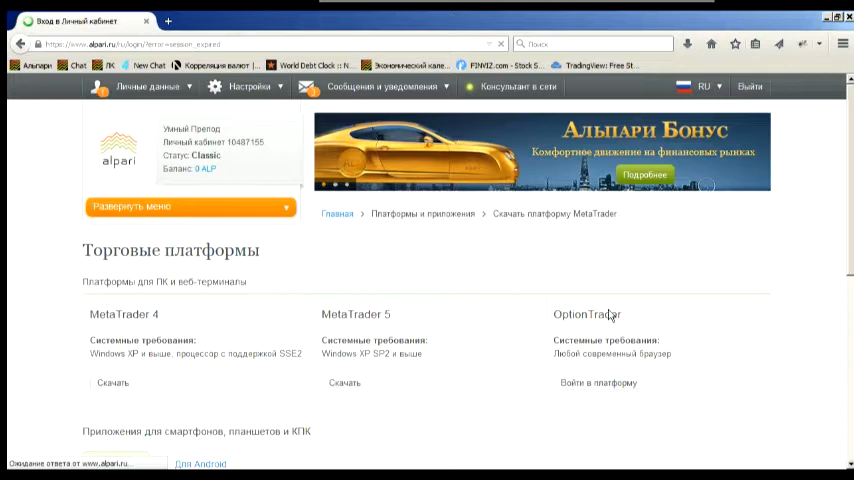 Вход в Личный кабинет
https://www.alpari.ru/ru/login/?error=session_expired
Поиск
Альпари
Chat
ЛК
New Chat
Корреляция валют |...
World Debt Clock :: N...
Экономический кале...
FINVIZ.com - Stock S...
TradingView: Free St...
Личные данные
Настройки
Сообщения и уведомления
Консультант в сети
RU
Выйти
alpari
Умный Препод
Личный кабинет 10487155
Статус: Classic
Баланс: 0 ALP
Развернуть меню
Альпари Бонус
Комфортное движение на финансовых рынках
Подробнее
Главная > Платформы и приложения > Скачать платформу MetaTrader
Торговые платформы
Платформы для ПК и веб-терминалы
MetaTrader 4
Системные требования:
Windows XP и выше, процессор с поддержкой SSE2
Скачать
MetaTrader 5
Системные требования:
Windows XP SP2 и выше
Скачать
OptionTrader
Системные требования:
Любой современный браузер
Войти в платформу
Приложения для смартфонов, планшетов и КПК
Для Android
Ожидание ответа от www.alpari.ru...